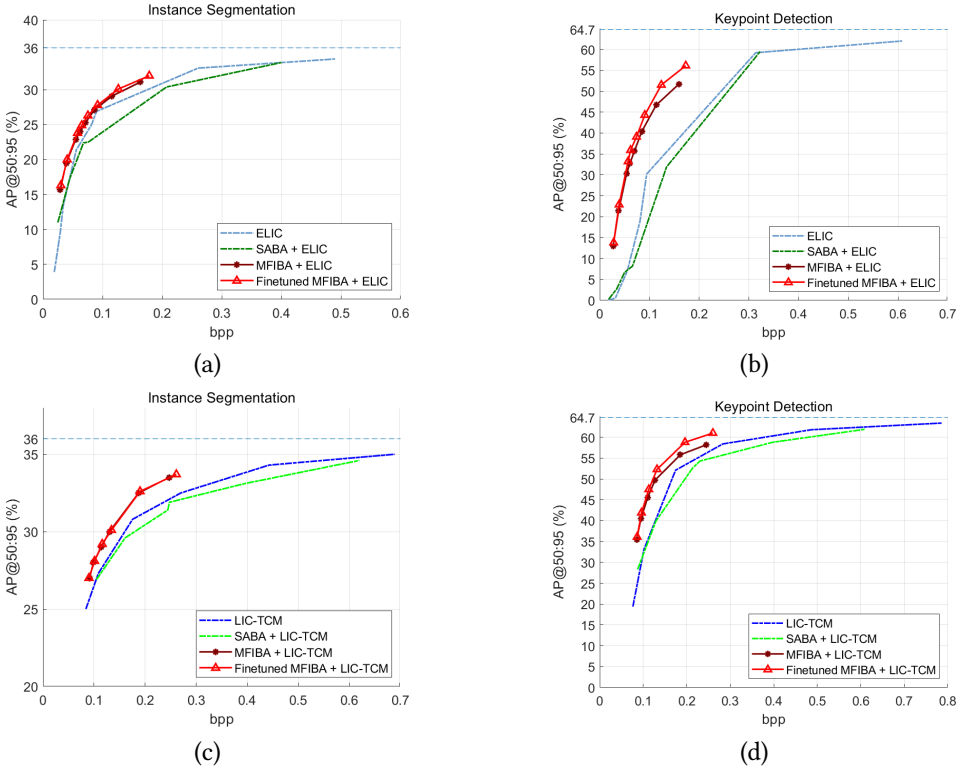 Instance Segmentation
40
36
35
30
25
20
15
10
5
0
AP@50:95 (%)
ELIC
SABA + ELIC
MFIBA + ELIC
Finetuned MFIBA + ELIC
0 0.1 0.2 0.3 0.4 0.5 0.6
bpp
(a)
Keypoint Detection
64.7
60
55
50
45
40
35
30
25
20
15
10
5
0
AP@50:95 (%)
ELIC
SABA + ELIC
MFIBA + ELIC
Finetuned MFIBA + ELIC
0 0.1 0.2 0.3 0.4 0.5 0.6 0.7
bpp
(b)
Instance Segmentation
36
35
30
25
20
AP@50:95 (%)
LIC-TCM
SABA + LIC-TCM
MFIBA + LIC-TCM
Finetuned MFIBA + LIC-TCM
0 0.1 0.2 0.3 0.4 0.5 0.6 0.7
bpp
(c)
Keypoint Detection
64.7
60
55
50
45
40
35
30
25
20
15
10
5
0
AP@50:95 (%)
LIC-TCM
SABA + LIC-TCM
MFIBA + LIC-TCM
Finetuned MFIBA + LIC-TCM
0 0.1 0.2 0.3 0.4 0.5 0.6 0.7 0.8
bpp
(d)